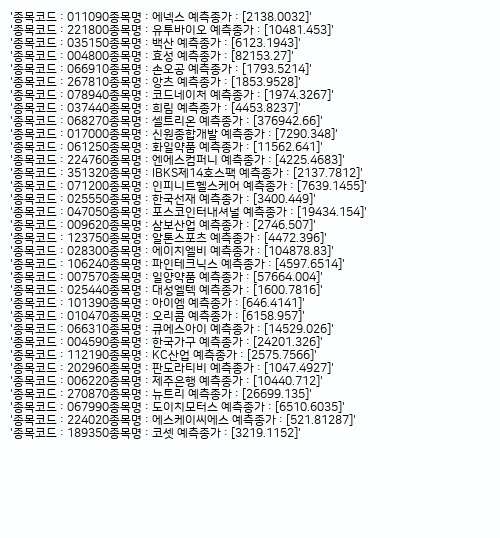 '종목코드 : 011090종목명 : 에넥스 예측종가 : [2138.0032]'
'종목코드 : 221800종목명 : 유투바이오 예측종가 : [10481.453]'
'종목코드 : 035150종목명 : 백산 예측종가 : [6123.1943]'
'종목코드 : 004800종목명 : 효성 예측종가 : [82153.27]'
'종목코드 : 066910종목명 : 손오공 예측종가 : [1793.5214]'
'종목코드 : 267810종목명 : 앙츠 예측종가 : [1853.9528]'
'종목코드 : 078940종목명 : 코드네이처 예측종가 : [1974.3267]'
'종목코드 : 037440종목명 : 희림 예측종가 : [4453.8237]'
'종목코드 : 068270종목명 : 셀트리온 예측종가 : [376942.66]'
'종목코드 : 017000종목명 : 신원종합개발 예측종가 : [7290.348]'
'종목코드 : 061250종목명 : 화일약품 예측종가 : [11562.641]'
'종목코드 : 224760종목명 : 엔에스컴퍼니 예측종가 : [4225.4683]'
'종목코드 : 351320종목명 : IBKS제14호스팩 예측종가 : [2137.7812]'
'종목코드 : 071200종목명 : 인피니트헬스케어 예측종가 : [7639.1455]'
'종목코드 : 025550종목명 : 한국선재 예측종가 : [3400.449]'
'종목코드 : 047050종목명 : 포스코인터내셔널 예측종가 : [19434.154]'
'종목코드 : 009620종목명 : 삼보산업 예측종가 : [2746.507]'
'종목코드 : 123750종목명 : 알톤스포츠 예측종가 : [4472.396]'
'종목코드 : 028300종목명 : 에이치엘비 예측종가 : [104878.83]'
'종목코드 : 106240종목명 : 파인테크닉스 예측종가 : [4597.6514]'
'종목코드 : 007570종목명 : 일양약품 예측종가 : [57664.004]'
'종목코드 : 025440종목명 : 대성엘텍 예측종가 : [1600.7816]'
'종목코드 : 101390종목명 : 아이엠 예측종가 : [646.4141]'
'종목코드 : 010470종목명 : 오리콤 예측종가 : [6158.957]'
'종목코드 : 066310종목명 : 큐에스아이 예측종가 : [14529.026]'
'종목코드 : 004590종목명 : 한국가구 예측종가 : [24201.326]'
'종목코드 : 112190종목명 : KC산업 예측종가 : [2575.7566]'
'종목코드 : 202960종목명 : 판도라티비 예측종가 : [1047.4927]'
'종목코드 : 006220종목명 : 제주은행 예측종가 : [10440.712]'
'종목코드 : 270870종목명 : 뉴트리 예측종가 : [26699.135]'
'종목코드 : 067990종목명 : 도이치모터스 예측종가 : [6510.6035]'
'종목코드 : 224020종목명 : 에스케이씨에스 예측종가 : [521.81287]'
'종목코드 : 189350종목명 : 코셋 예측종가 : [3219.1152]'